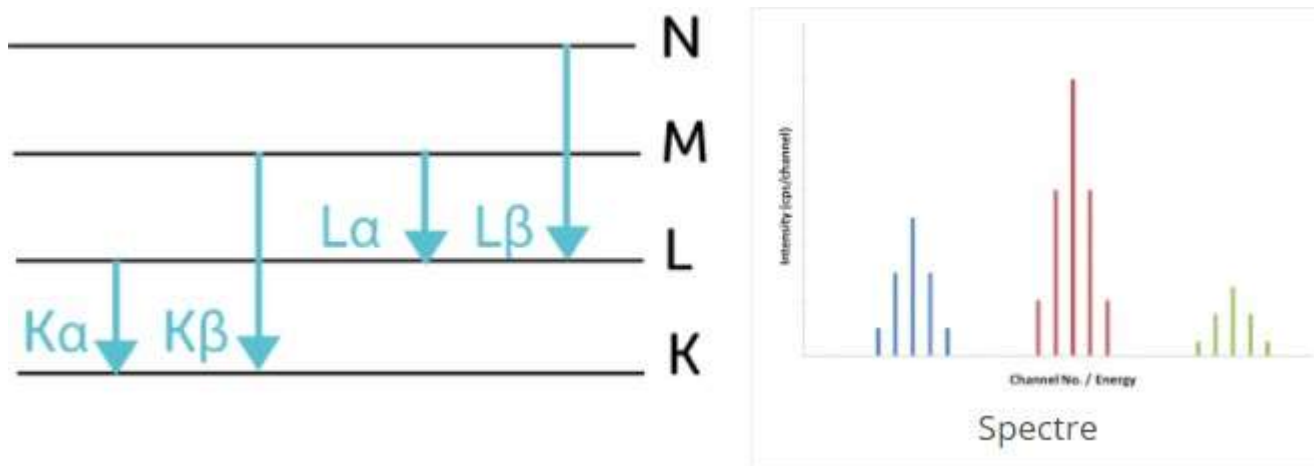 N
M
Lα Lβ
L
Kα Kβ
K
Intensity (cps/channel)
Channel No. / Energy
Spectre